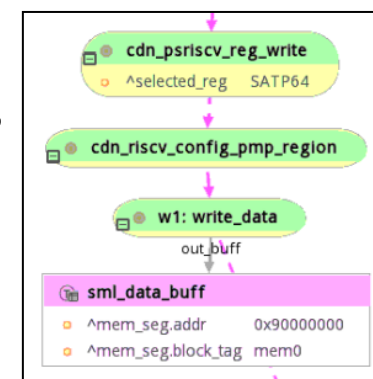 cdn_psriscv_reg_write
^selected_reg SATP64
cdn_riscv_config_pmp_region
w1: write_data
out_buff
sml_data_buff
^mem_seg.addr 0x90000000
^mem_seg.block_tag mem0